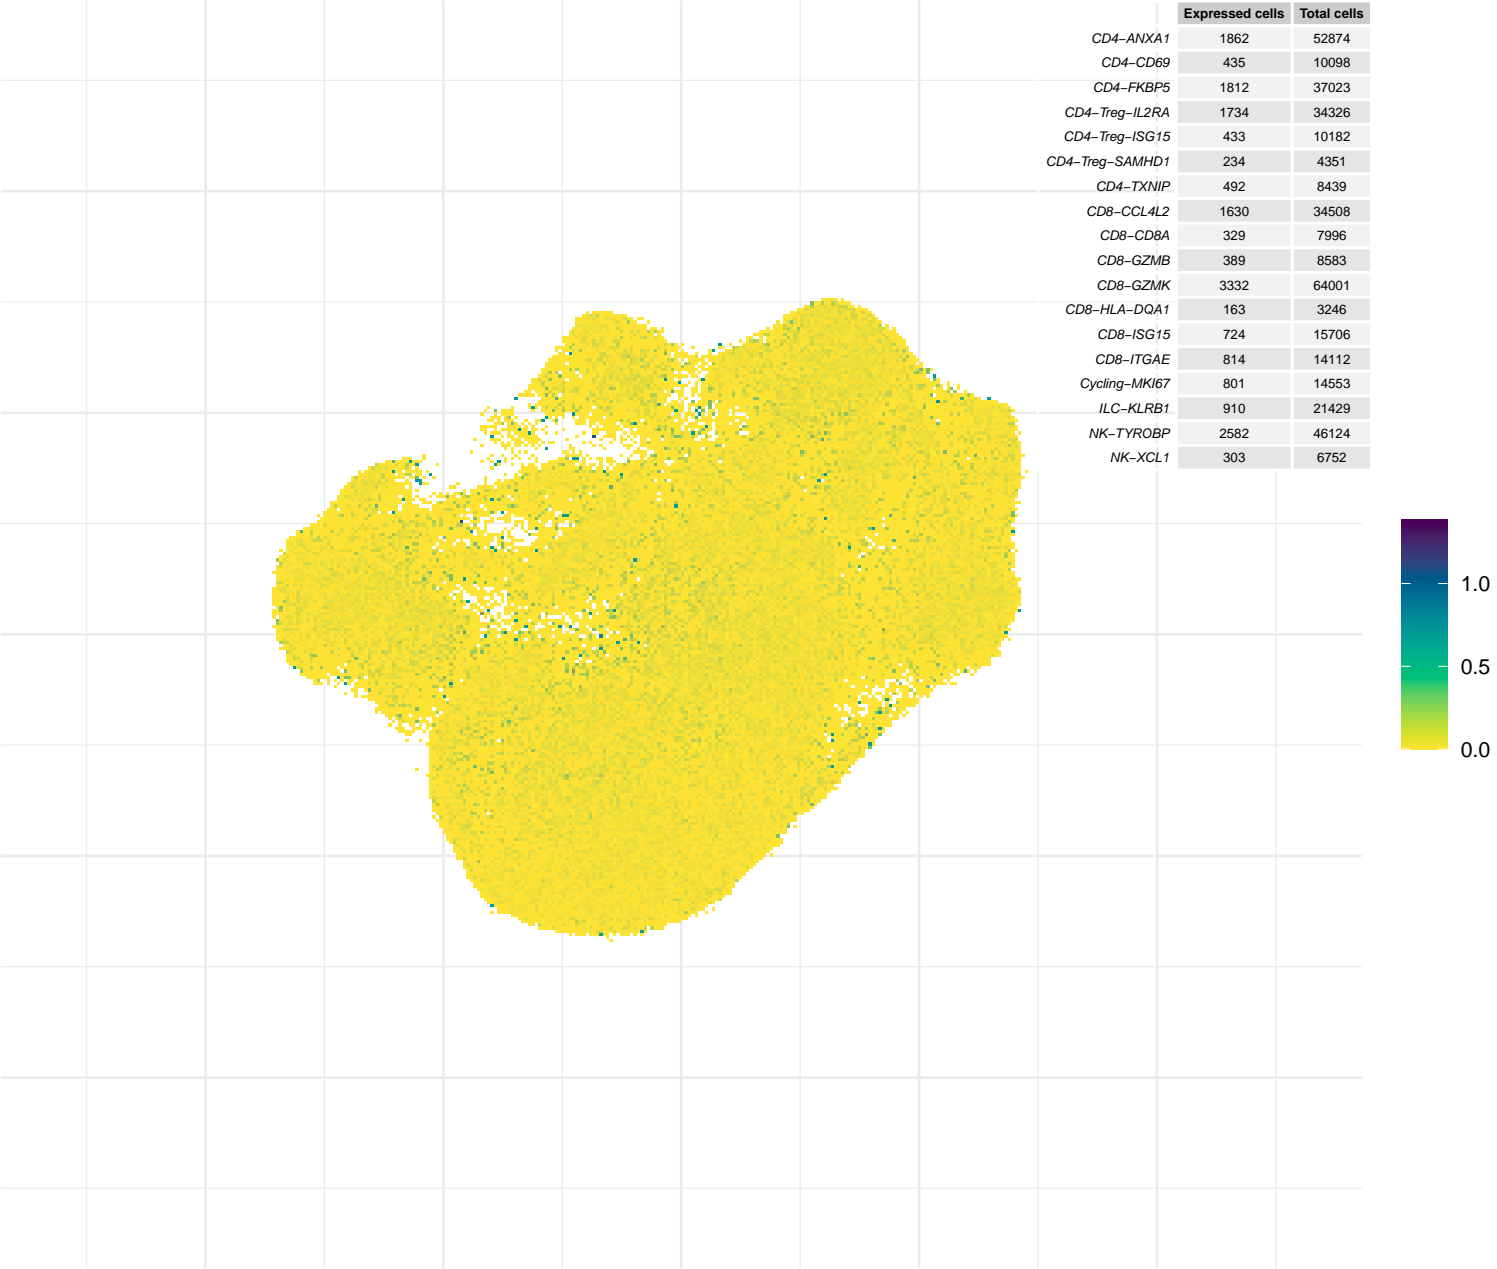 Expressed cells Total cells
CD4−ANXA1 1862 52874
CD4−CD69 435 10098
CD4−FKBP5 1812 37023
CD4−Treg−IL2RA 1734 34326
CD4−Treg−ISG15 433 10182
CD4−Treg−SAMHD1 234 4351
CD4−TXNIP 492 8439
CD8−CCL4L2 1630 34508
CD8−CD8A 329 7996
CD8−GZMB 389 8583
CD8−GZMK 3332 64001
CD8−HLA−DQA1 163 3246
CD8−ISG15 724 15706
CD8−ITGAE 814 14112
Cycling−MKI67 801 14553
ILC−KLRB1 910 21429
NK−TYROBP 2582 46124
NK−XCL1 303 6752
1.0
0.5
0.0